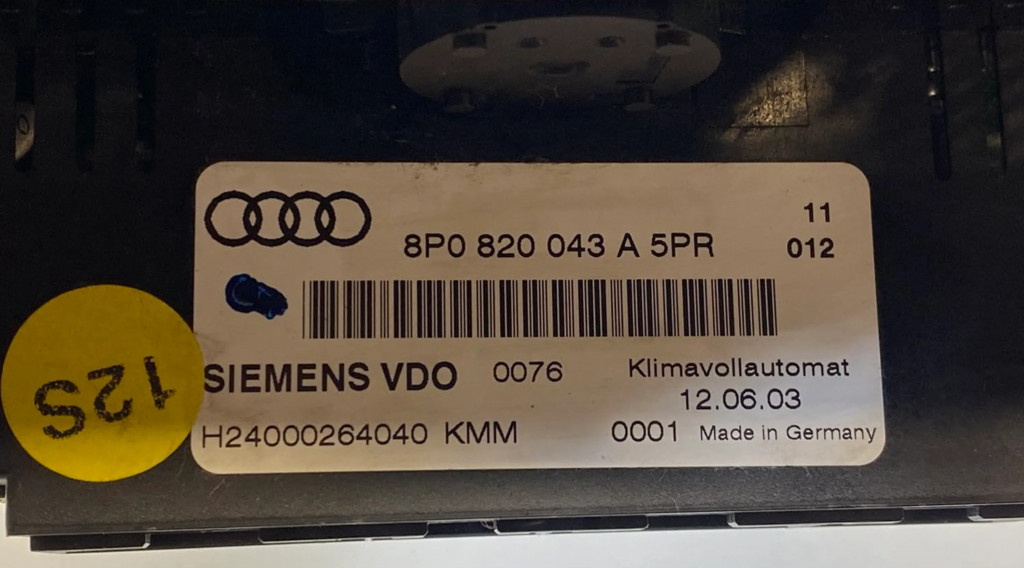 8P0 820 043 A 5PR
11
012
SIEMENS VDO 0076 Klimavollautomat
12.06.03
H24000264040 KMM 0001 Made in Germany
12S